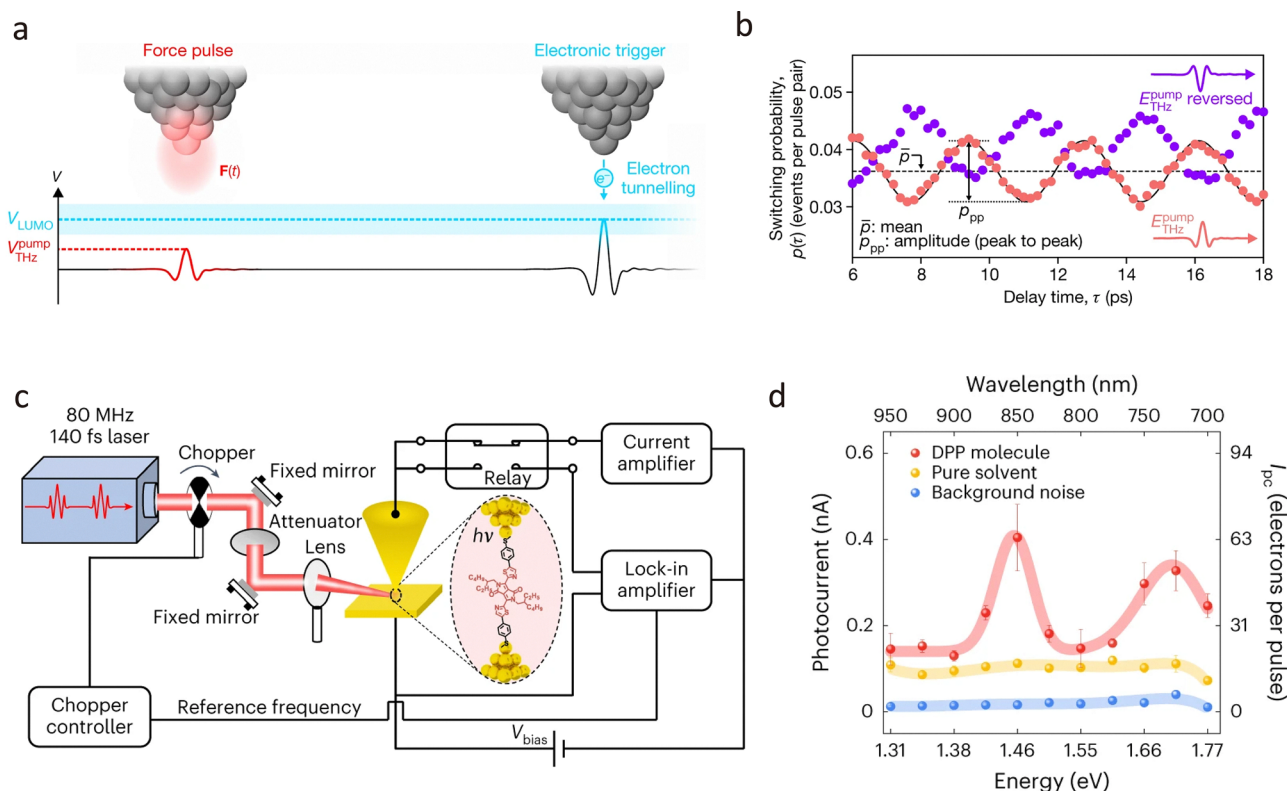 a
Force pulse
Electronic trigger
F(t)
e⁻
Electron
tunnelling
V
V_LUMO
V_THz^pump
b
Switching probability,
p(τ) (events per pulse pair)
0.05
0.04
0.03
E_THz^pump reversed
p̄
p_pp
p̄: mean
p_pp: amplitude (peak to peak)
E_THz^pump
6 8 10 12 14 16 18
Delay time, τ (ps)
c
80 MHz
140 fs laser
Chopper
Fixed mirror
Attenuator
Lens
Fixed mirror
Relay
Current
amplifier
hν
Lock-in
amplifier
Chopper
controller
Reference frequency
V_bias
d
Wavelength (nm)
950 900 850 800 750 700
Photocurrent (nA)
0.6
0.4
0.2
0
DPP molecule
Pure solvent
Background noise
94
63
31
0
I_pc (electrons per pulse)
1.31 1.38 1.46 1.55 1.66 1.77
Energy (eV)